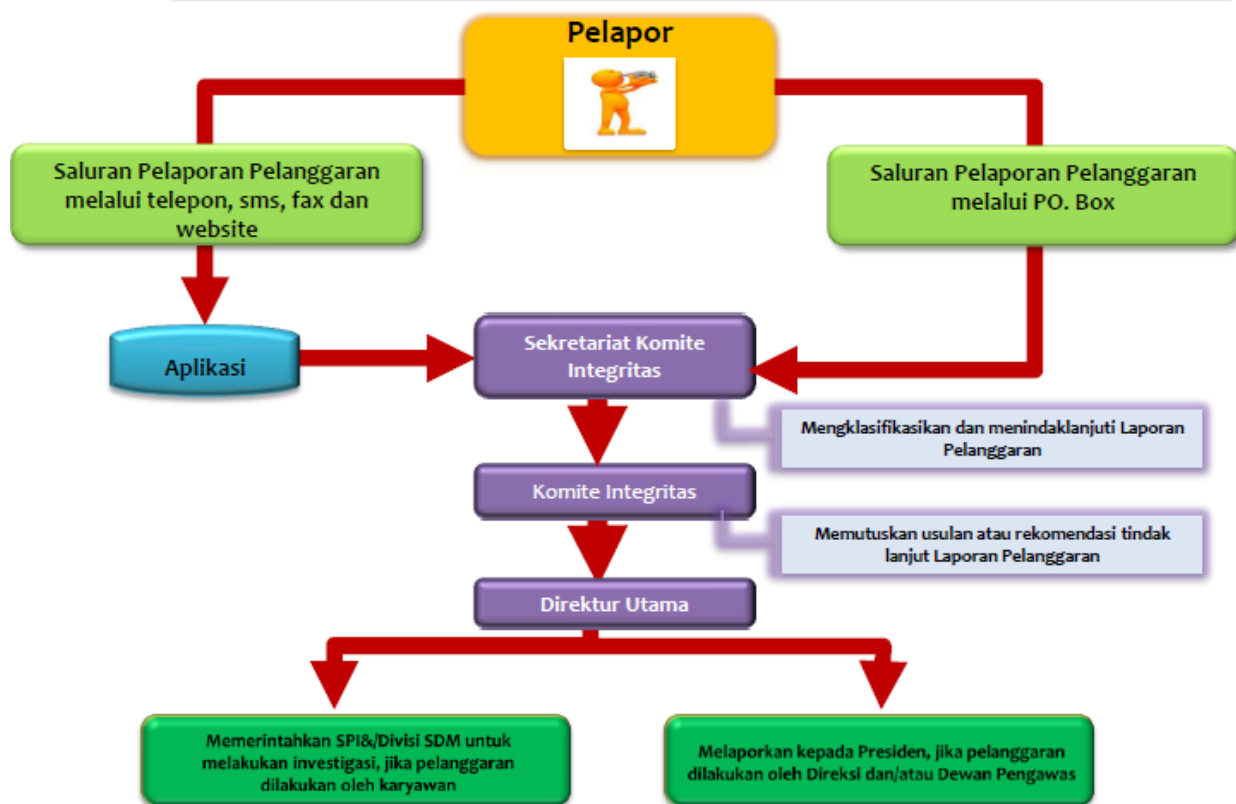 Pelapor
Saluran Pelaporan Pelanggaran
melalui telepon, sms, fax dan
website
Saluran Pelaporan Pelanggaran
melalui PO. Box
Aplikasi
Sekretariat Komite
Integritas
Mengklasifikasikan dan menindaklanjuti Laporan
Pelanggaran
Komite Integritas
Memutuskan usulan atau rekomendasi tindak
lanjut Laporan Pelanggaran
Direktur Utama
Memerintahkan SPI&/Divisi SDM untuk
melakukan investigasi, jika pelanggaran
dilakukan oleh karyawan
Melaporkan kepada Presiden, jika pelanggaran
dilakukan oleh Direksi dan/atau Dewan Pengawas